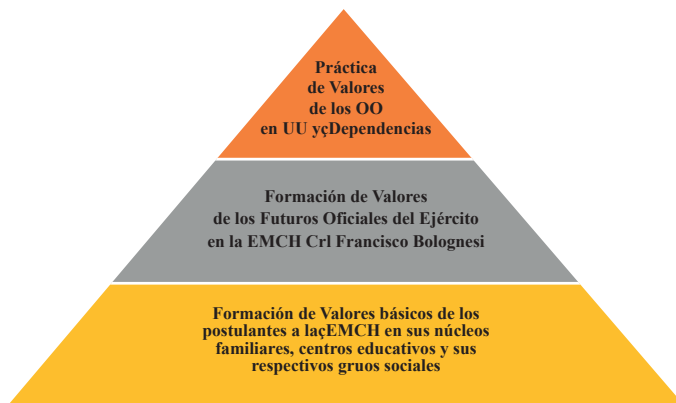 Práctica
de Valores
de los OO
en UU yçDependencias
Formación de Valores
de los Futuros Oficiales del Ejército
en la EMCH Crl Francisco Bolognesi
Formación de Valores básicos de los
postulantes a laçEMCH en sus núcleos
familiares, centros educativos y sus
respectivos gruos sociales